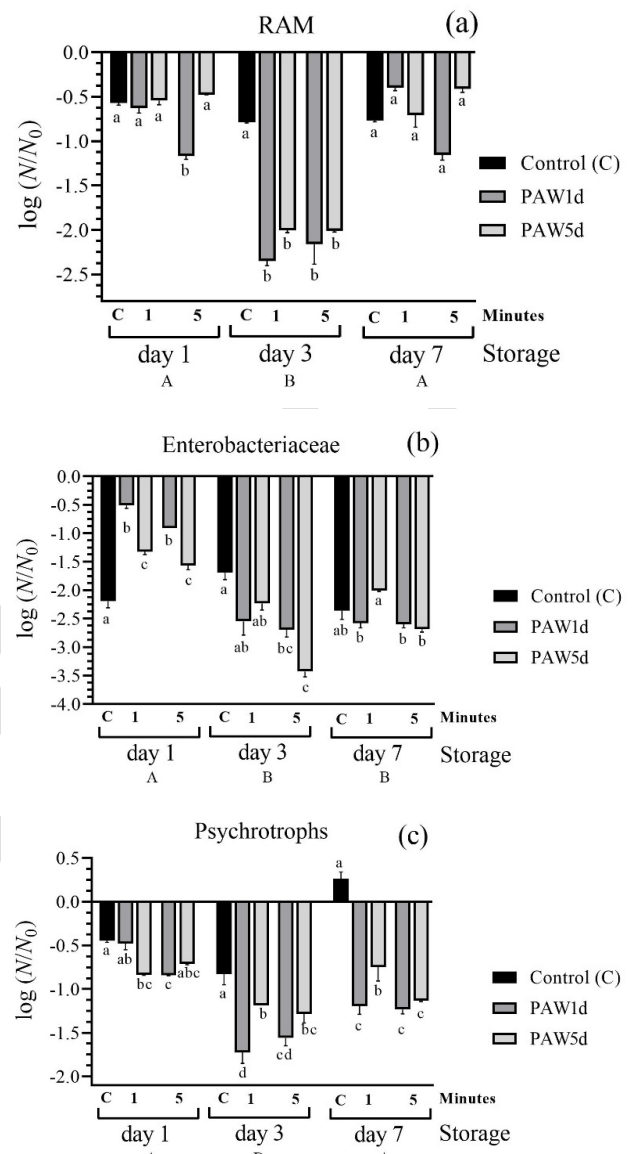 RAM (a)
0.0
-0.5
-1.0
-1.5
-2.0
-2.5
log (N/N0)
a a a b a a b b b b a a a a a
Control (C)
PAW1d
PAW5d
C 1 5 C 1 5 C 1 5 Minutes
day 1 day 3 day 7 Storage
A B A
Enterobacteriaceae (b)
0.0
-0.5
-1.0
-1.5
-2.0
-2.5
-3.0
-3.5
-4.0
log (N/N0)
a b c b c a ab ab bc c ab b a b b
Control (C)
PAW1d
PAW5d
C 1 5 C 1 5 C 1 5 Minutes
day 1 day 3 day 7 Storage
A B B
Psychrotrophs (c)
0.5
0.0
-0.5
-1.0
-1.5
-2.0
log (N/N0)
a ab bc c abc a d b cd bc a c b c c
Control (C)
PAW1d
PAW5d
C 1 5 C 1 5 C 1 5 Minutes
day 1 day 3 day 7 Storage